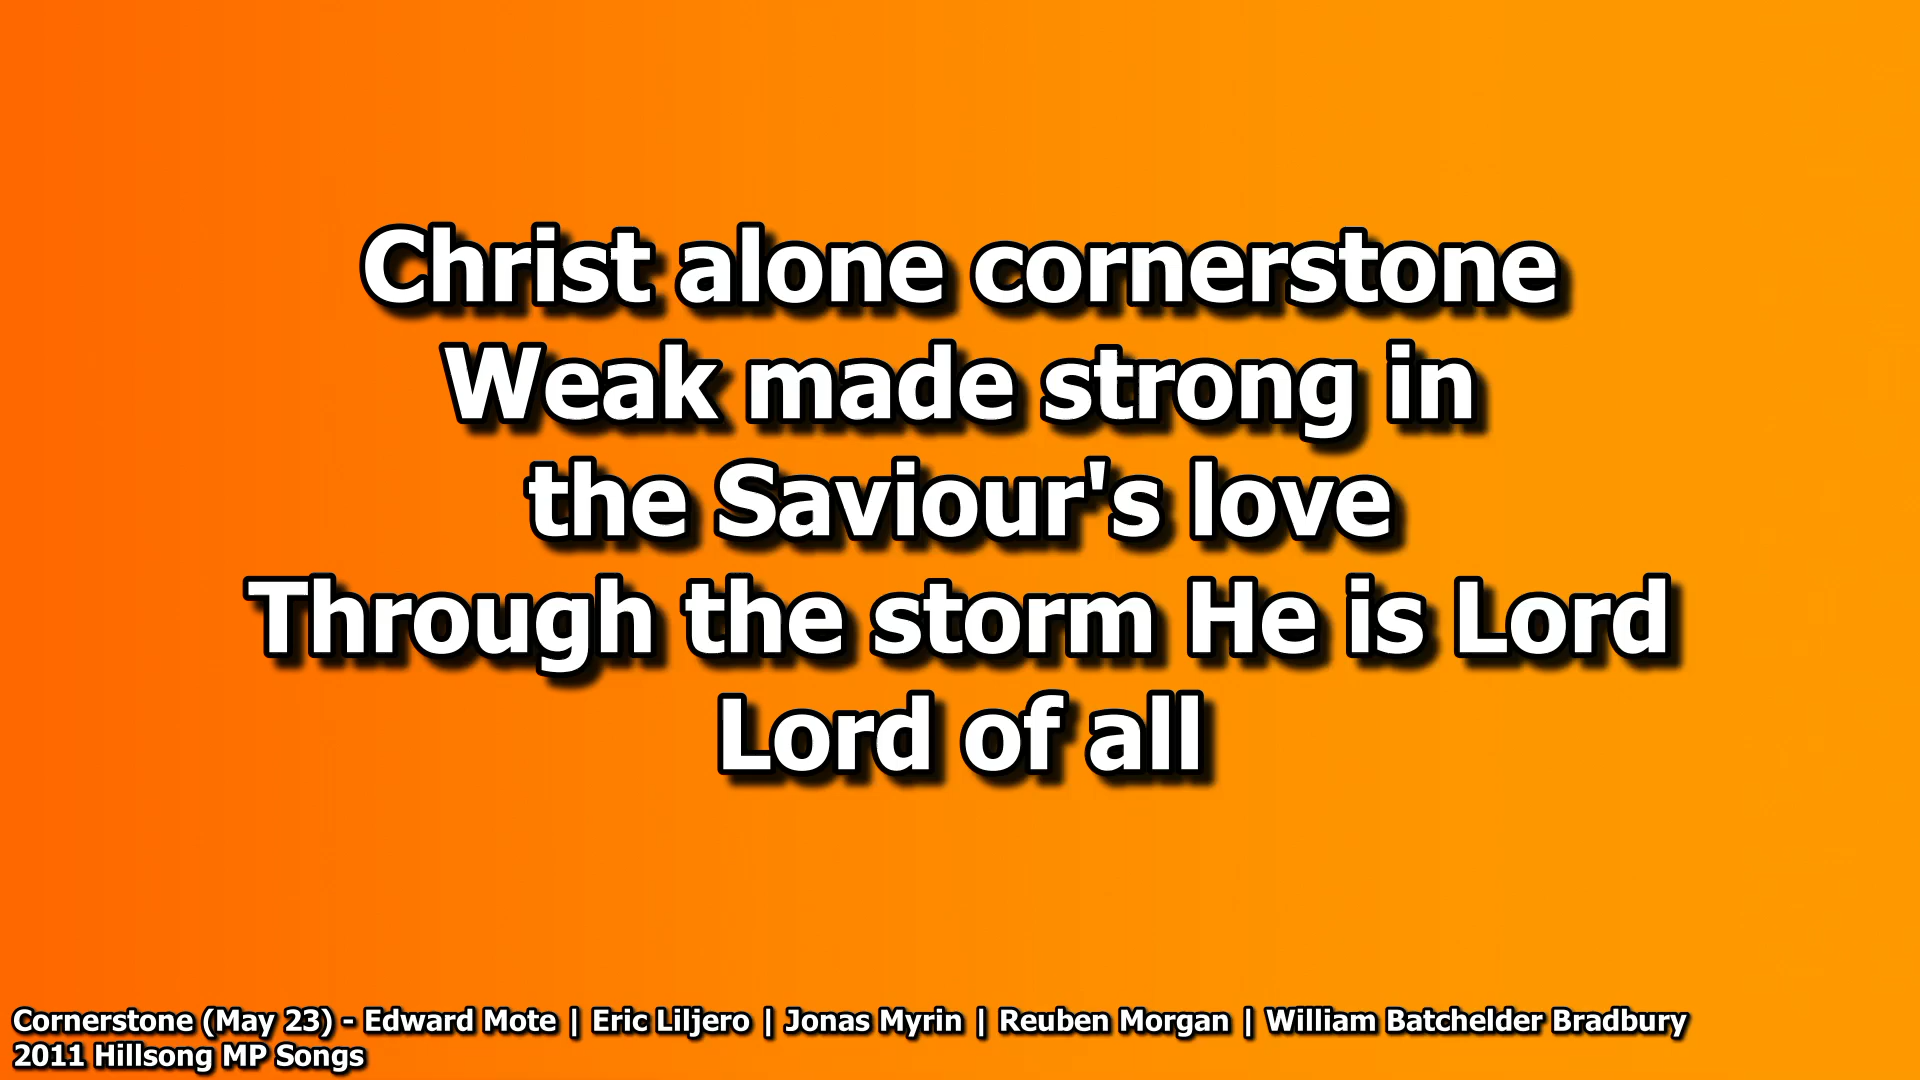 Christ alone cornerstone
Weak made strong in
the Saviour's love
Through the storm He is Lord
Lord of all
Cornerstone (May 23) - Edward Mote | Eric Liljero | Jonas Myrin | Reuben Morgan | William Batchelder Bradbury
2011 Hillsong MP Songs